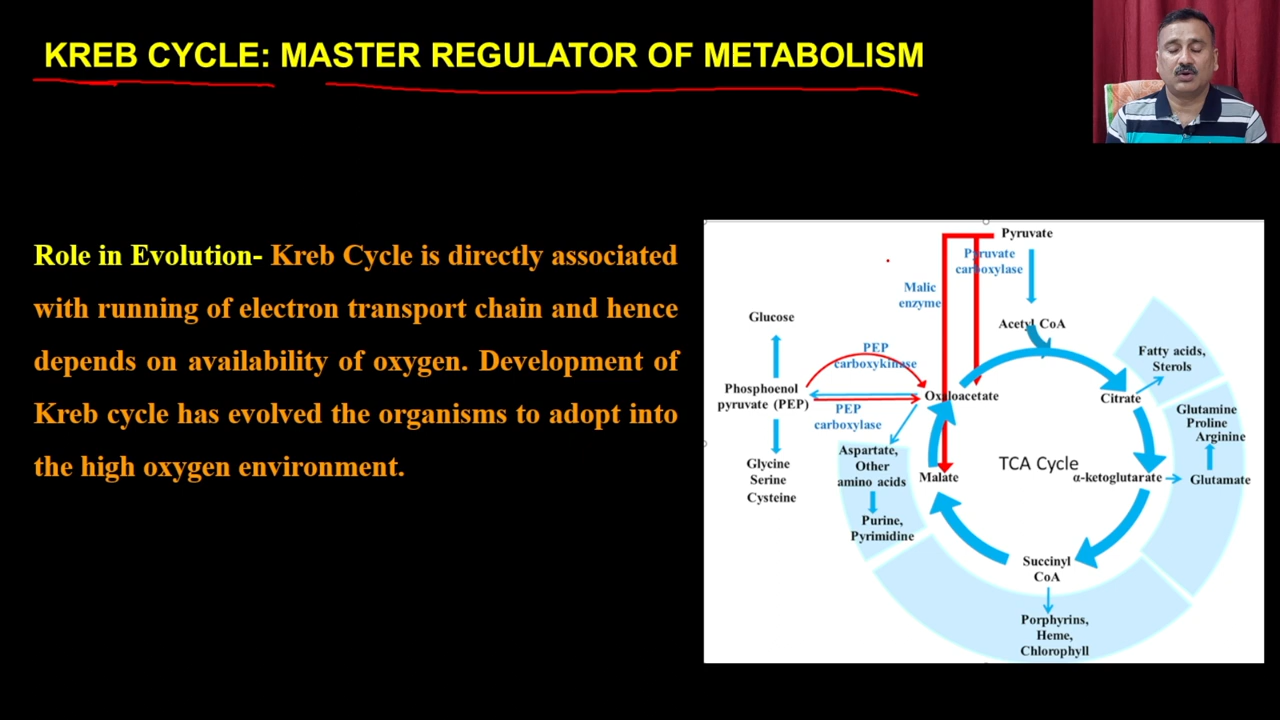 KREB CYCLE: MASTER REGULATOR OF METABOLISM
Role in Evolution- Kreb Cycle is directly associated
with running of electron transport chain and hence
depends on availability of oxygen. Development of
Kreb cycle has evolved the organisms to adopt into
the high oxygen environment.
Pyruvate
Pyruvate
carboxylase
Malic
enzyme
Glucose
Acetyl CoA
PEP
carboxykinase
Fatty acids,
Sterols
Phosphoenol
pyruvate (PEP)
Oxaloacetate
Citrate
PEP
carboxylase
Glutamine
Proline
Arginine
Aspartate,
Other
amino acids
Glycine
Serine
Cysteine
Malate
TCA Cycle
α-ketoglutarate
Glutamate
Purine,
Pyrimidine
Succinyl
CoA
Porphyrins,
Heme,
Chlorophyll